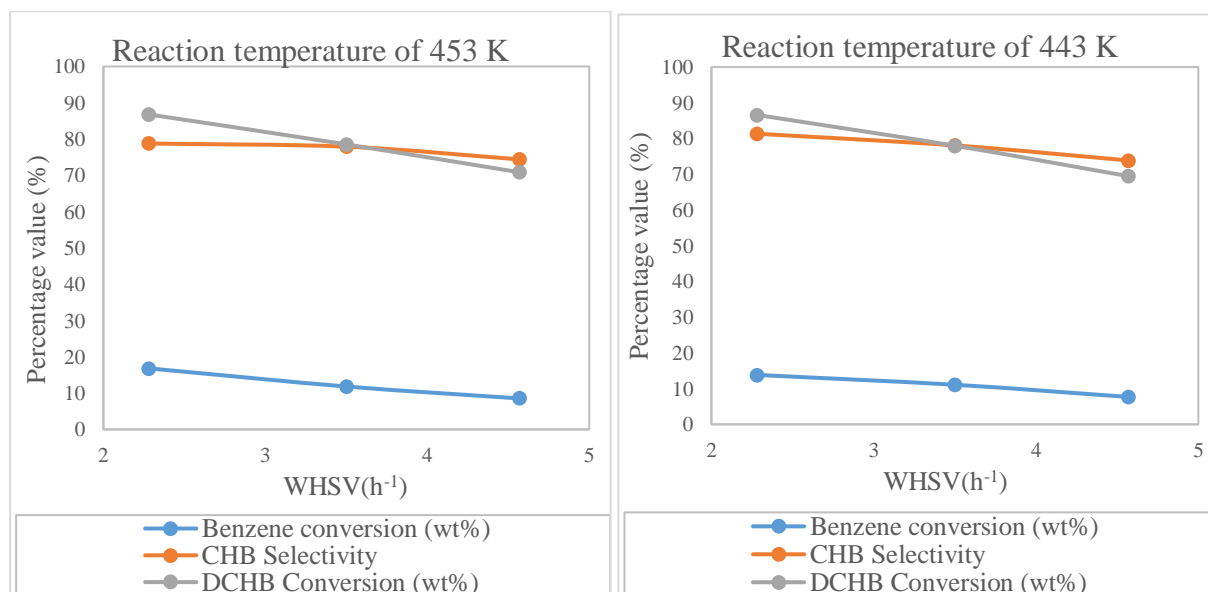 Reaction temperature of 453 K
100
90
80
70
60
50
40
30
20
10
0
Percentage value (%)
2 3 4 5
WHSV(h⁻¹)
Benzene conversion (wt%)
CHB Selectivity
DCHB Conversion (wt%)
Reaction temperature of 443 K
100
90
80
70
60
50
40
30
20
10
0
Percentage value (%)
2 3 4 5
WHSV(h⁻¹)
Benzene conversion (wt%)
CHB Selectivity
DCHB Conversion (wt%)